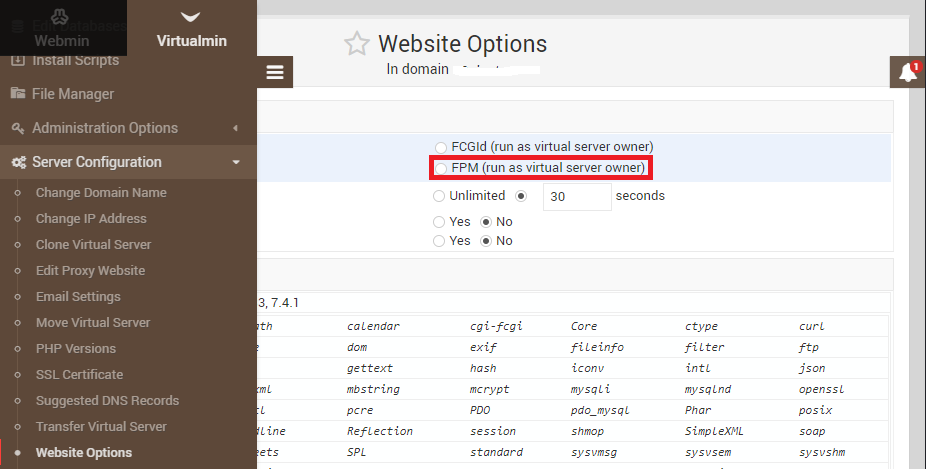 Edit Databases
Webmin
Virtualmin
Install Scripts
File Manager
Administration Options
Server Configuration
Change Domain Name
Change IP Address
Clone Virtual Server
Edit Proxy Website
Email Settings
Move Virtual Server
PHP Versions
SSL Certificate
Suggested DNS Records
Transfer Virtual Server
Website Options
Website Options
In domain
1
FCGId (run as virtual server owner)
FPM (run as virtual server owner)
Unlimited 30 seconds
Yes No
Yes No
3, 7.4.1
calendar cgi-fcgi Core ctype curl
dom exif fileinfo filter ftp
gettext hash iconv intl json
mbstring mcrypt mysqli mysqlnd openssl
pcre PDO pdo_mysql Phar posix
Reflection session shmop SimpleXML soap
SPL standard sysvmsg sysvsem sysvshm